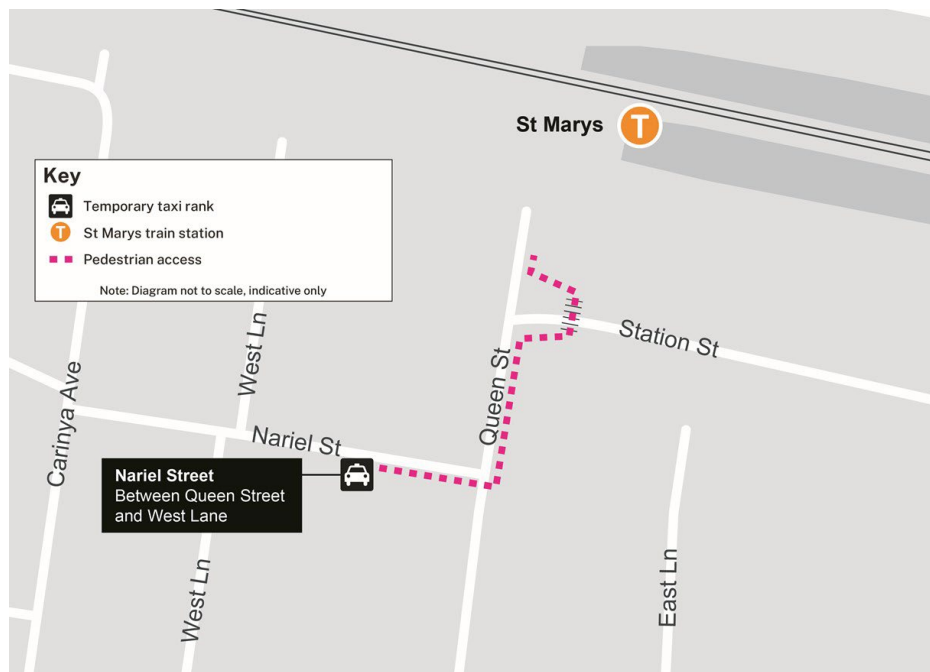 St Marys
T
Key
Temporary taxi rank
T
St Marys train station
Pedestrian access
Note: Diagram not to scale, indicative only
Carinya Ave
West Ln
Nariel St
Queen St
Station St
Nariel Street
Between Queen Street
and West Lane
West Ln
East Ln